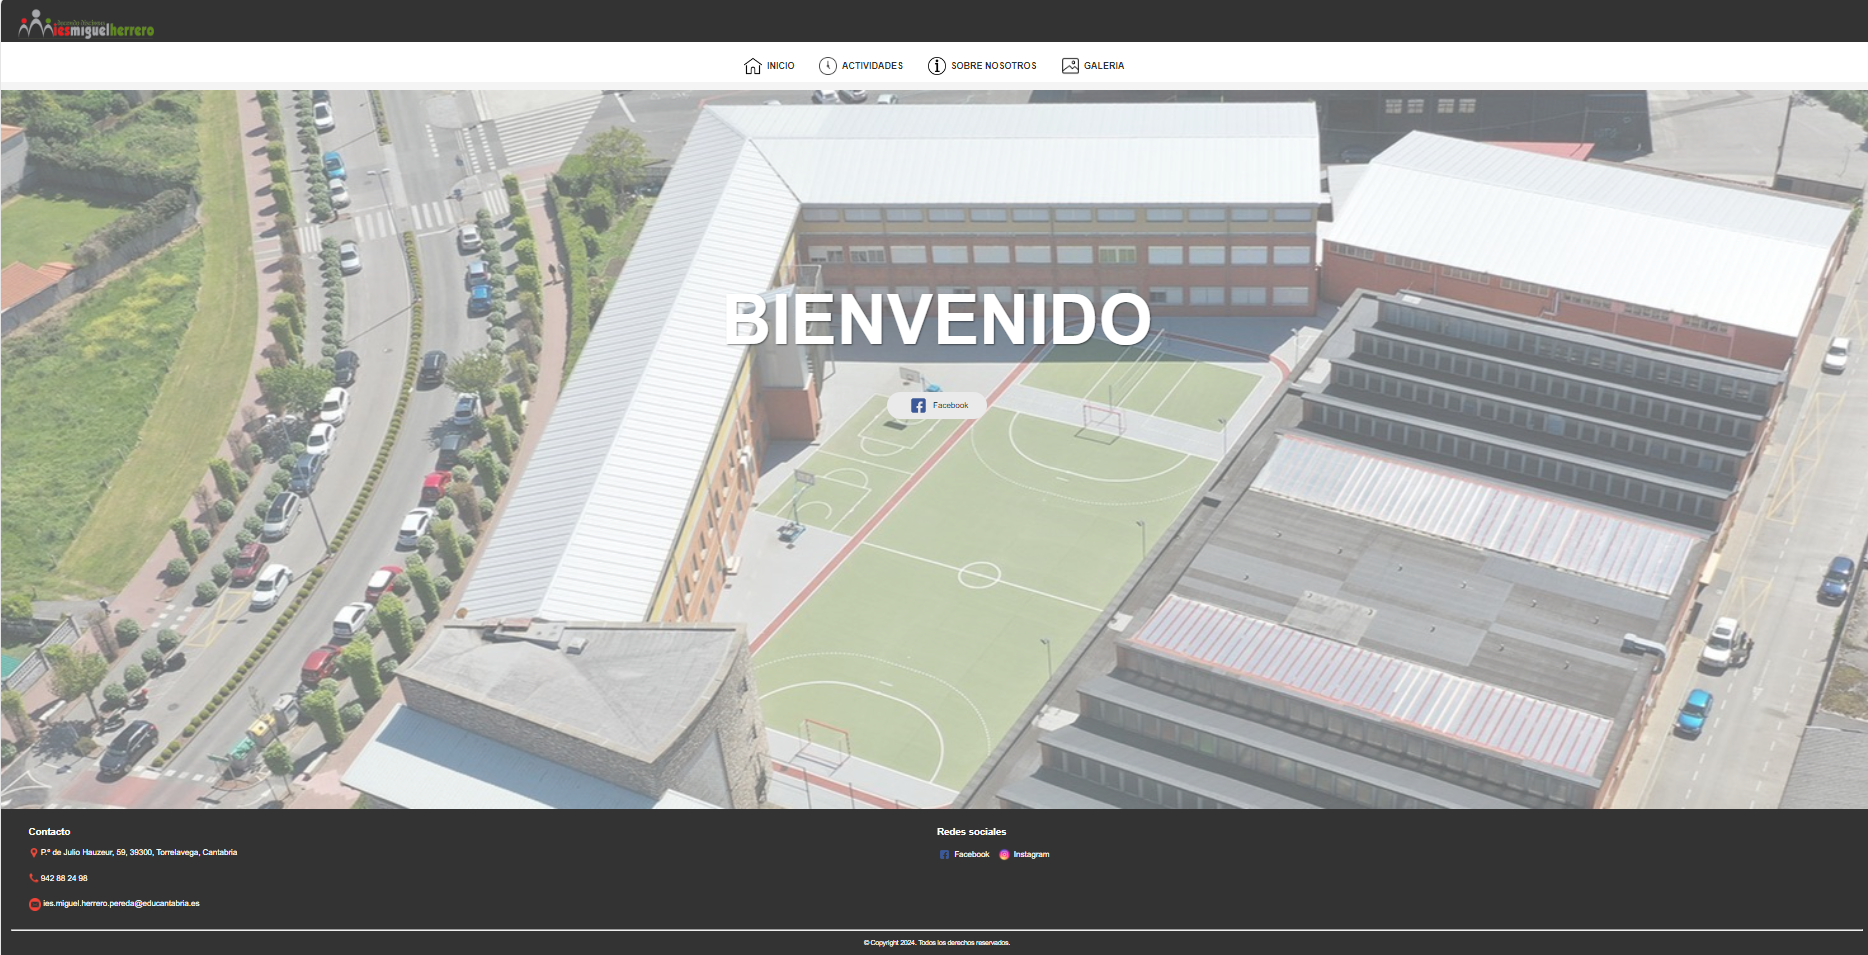 iesmiguelherrero
INICIO
ACTIVIDADES
SOBRE NOSOTROS
GALERIA
BIENVENIDO
Facebook
Contacto
P.º de Julio Hauzeur, 59, 39300, Torrelavega, Cantabria
942 88 24 98
ies.miguel.herrero.pereda@educantabria.es
Redes sociales
Facebook
Instagram
© Copyright 2024. Todos los derechos reservados.